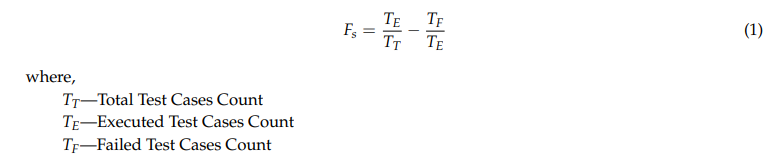 F_s = T_E/T_T − T_F/T_E (1)
where,
T_T—Total Test Cases Count
T_E—Executed Test Cases Count
T_F—Failed Test Cases Count